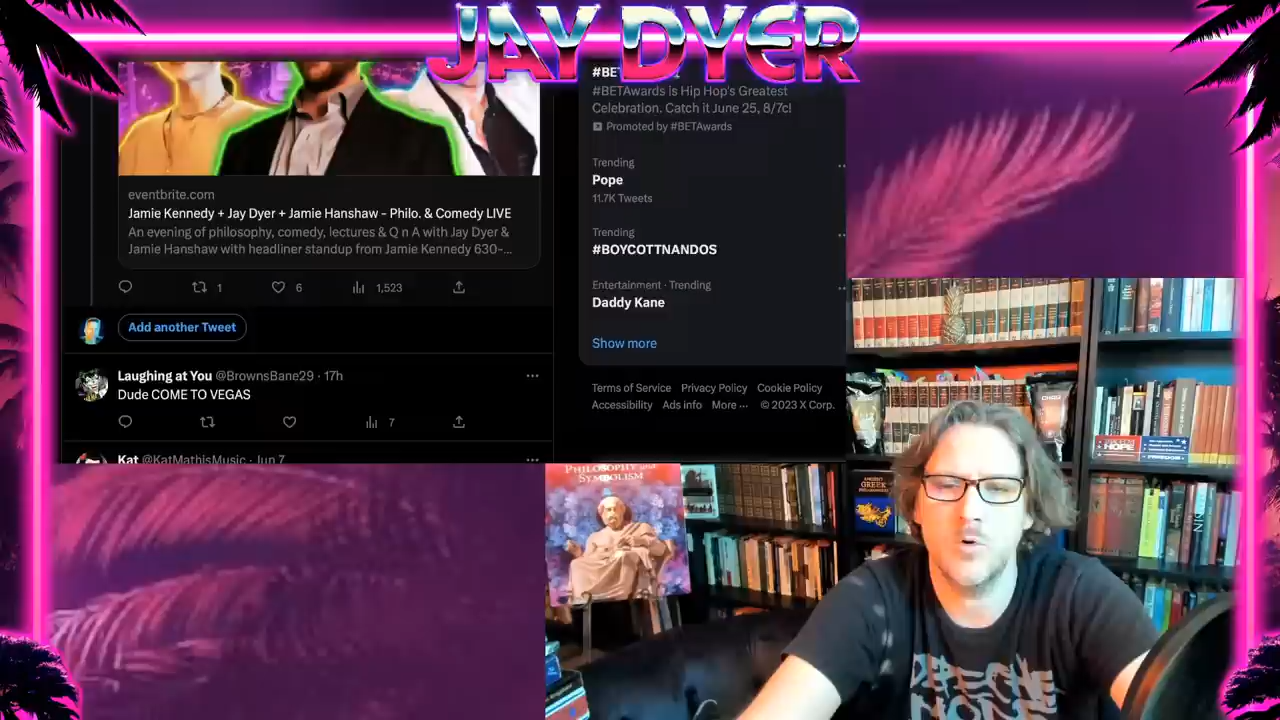 JAY DYER
eventbrite.com
Jamie Kennedy + Jay Dyer + Jamie Hanshaw - Philo. & Comedy LIVE
An evening of philosophy, comedy, lectures & Q n A with Jay Dyer &
Jamie Hanshaw with headliner standup from Jamie Kennedy 630-...
1
6
1,523
Add another Tweet
Laughing at You @BrownsBane29 · 17h
Dude COME TO VEGAS
7
Kat @KatMathisMusic · Jun 7
#BETAwards is Hip Hop's Greatest
Celebration. Catch it June 25, 8/7c!
Promoted by #BETAwards
Trending
Pope
11.7K Tweets
Trending
#BOYCOTTNANDOS
Entertainment · Trending
Daddy Kane
Show more
Terms of Service Privacy Policy Cookie Policy
Accessibility Ads info More ··· © 2023 X Corp.
PHILOSOPHY and
SYMBOLISM
ANCIENT
GREEK
HOPE
DEPECHE
MODE